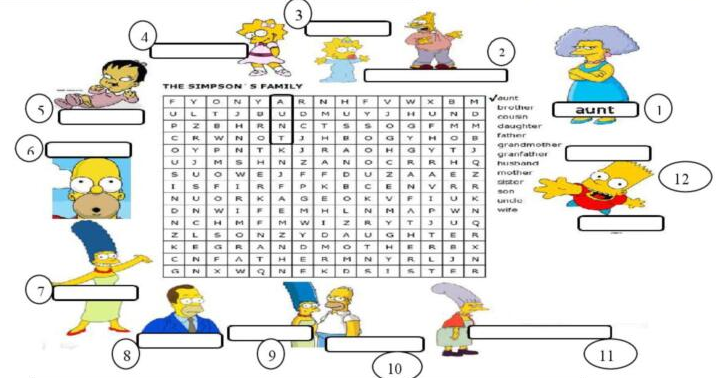 3
4
2
THE SIMPSON´S FAMILY
F Y O N Y A R N H F V W X B M
U L T J B U D M U Y J H U N D
P Z B H R N C T S S O G F M M
C R W N O T J H B O G Y H O B
O Y P N T K J R A O H G Y T J
U J M S H N Z A N O C R R H Q
S U O W E J F F D U Z A A E Z
I S F I R F P K B C E N V R R
N U O R K A G E O K V F I U K
D N W I F E M H L N M A P W N
N C H M F M W I Z R Y T J U Q
Z L S O N Z Y D A U G H T E R
K E G R A N D M O T H E R B X
C N F A T H E R M N Y R L J N
G N X W Q N F K D S I S T E R
✓aunt
brother
cousin
daughter
father
grandmother
granfather
husband
mother
sister
son
uncle
wife
aunt
1
5
6
12
7
8
9
10
11